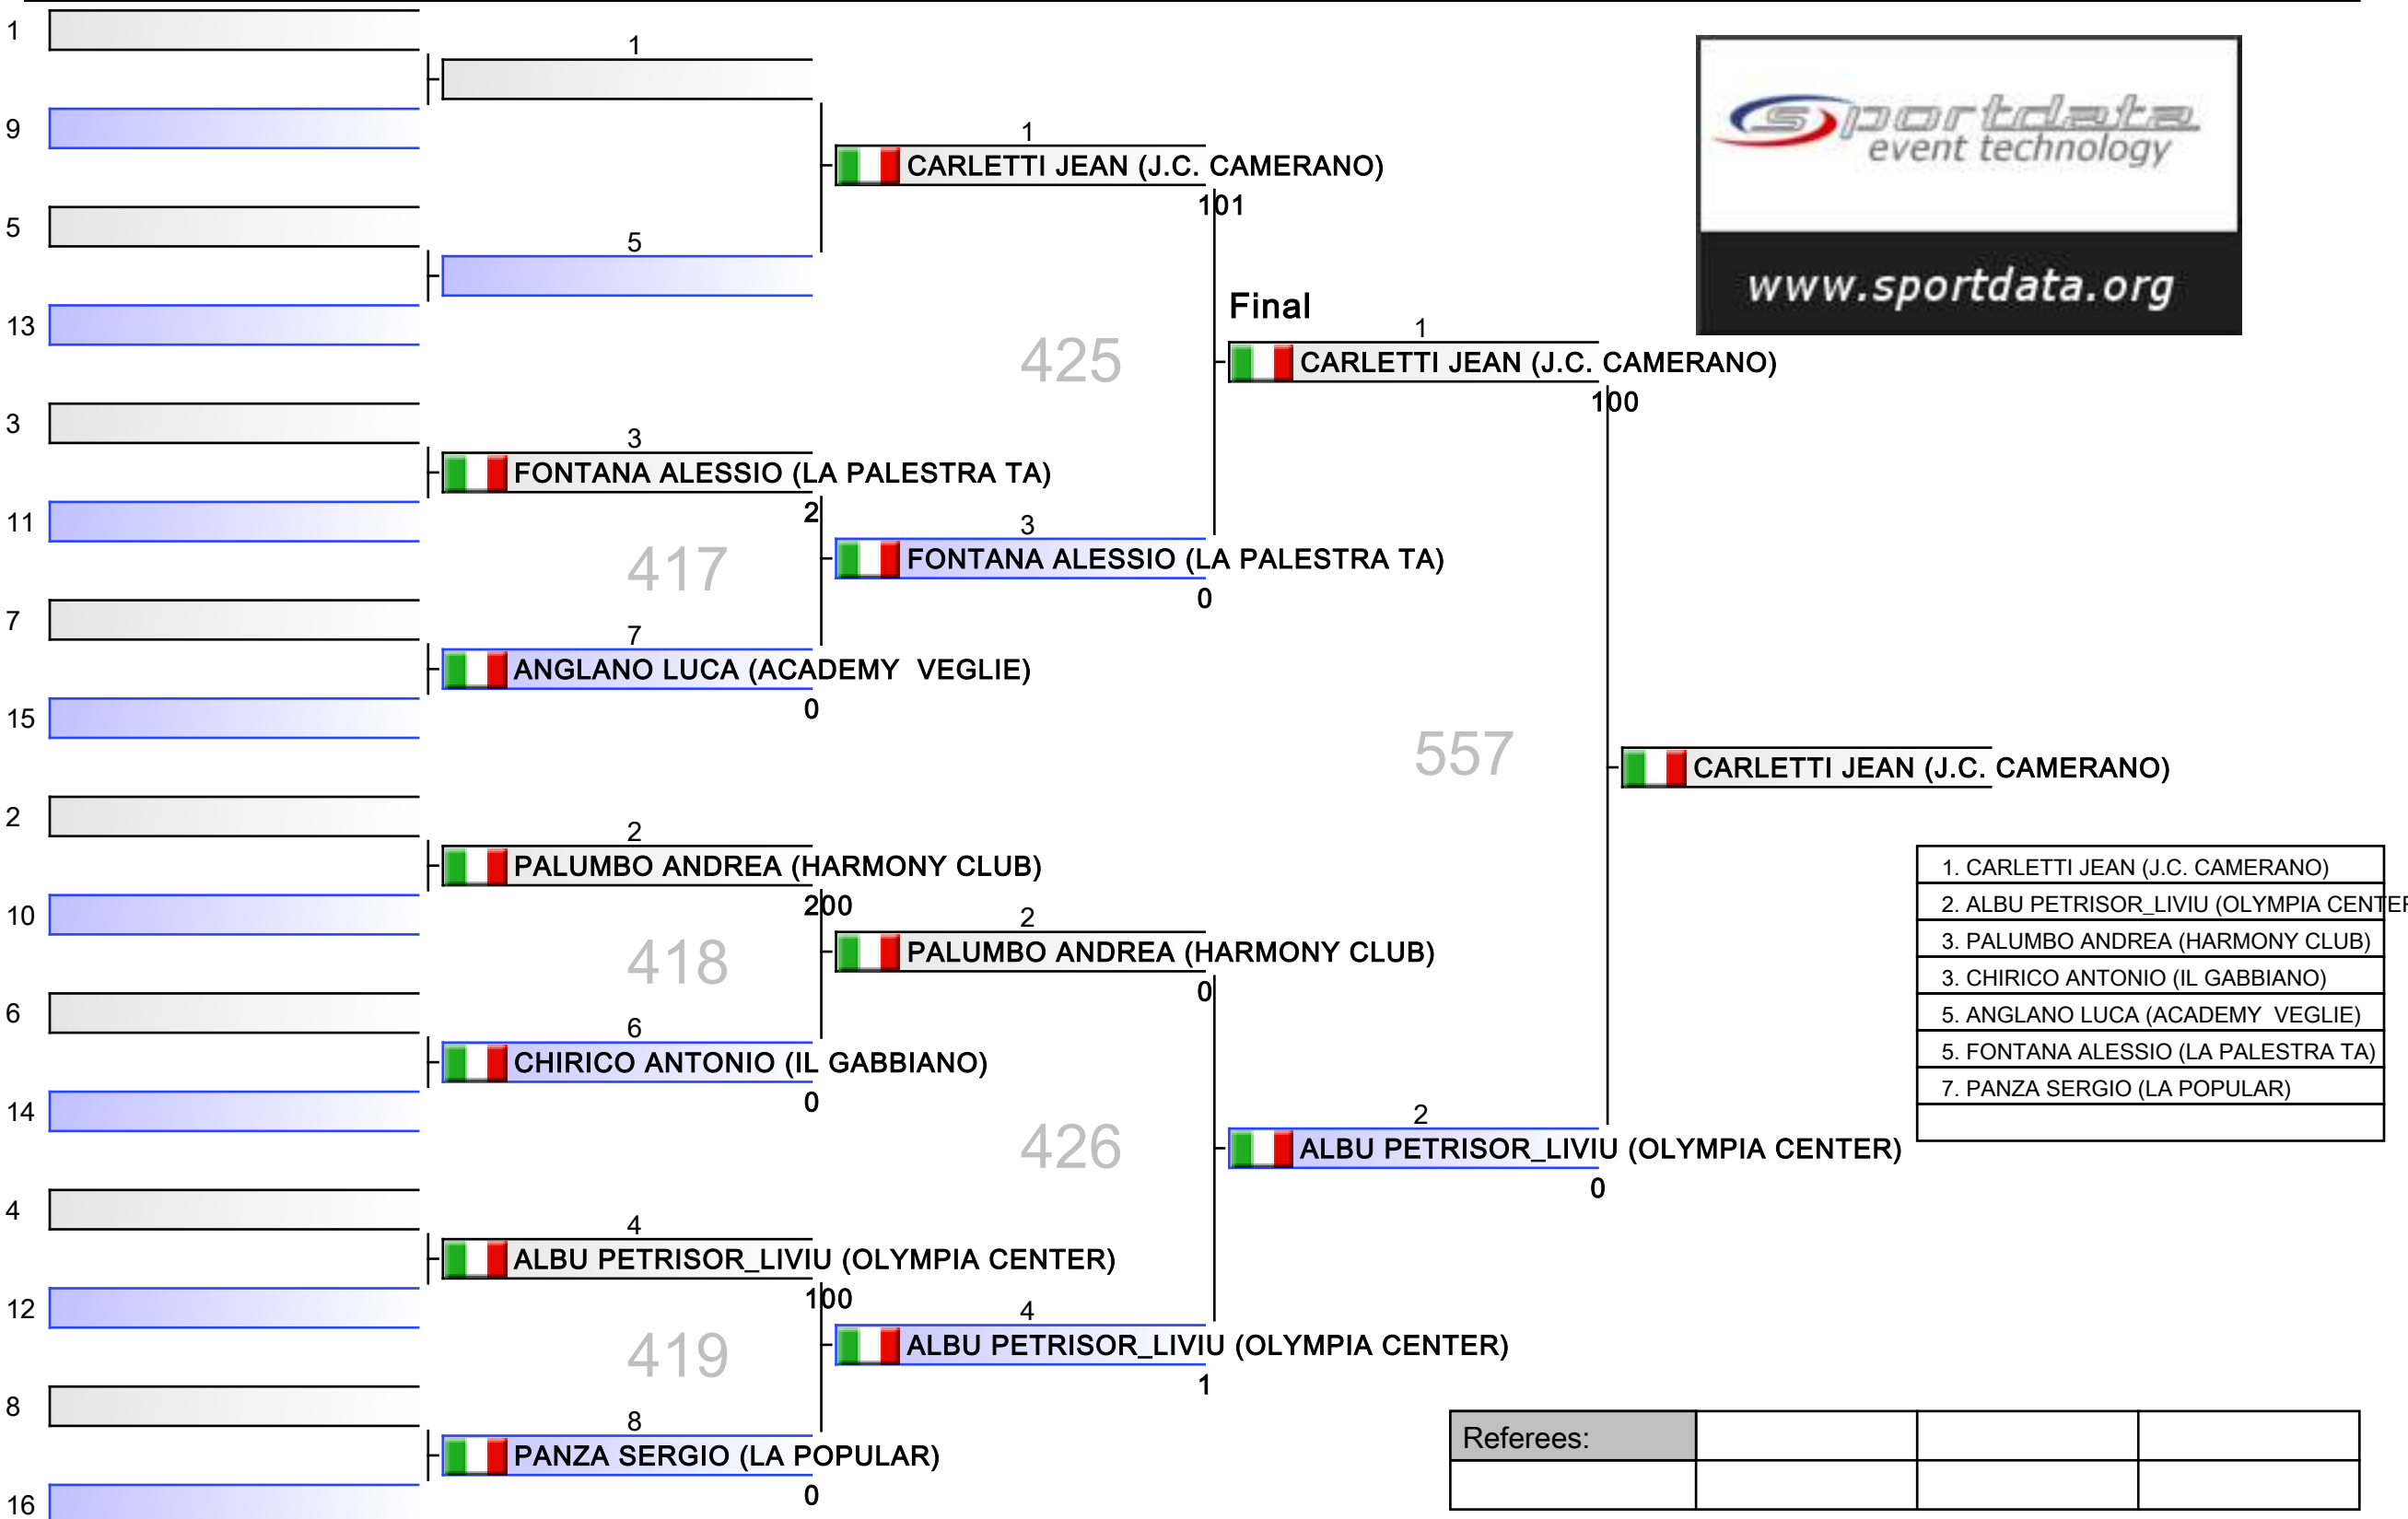 1
1
9
1
CARLETTI JEAN (J.C. CAMERANO)
101
5
5
13
sportdata
event technology
www.sportdata.org
Final
425
1
CARLETTI JEAN (J.C. CAMERANO)
100
3
3
FONTANA ALESSIO (LA PALESTRA TA)
2
11
417
3
FONTANA ALESSIO (LA PALESTRA TA)
0
7
7
ANGLANO LUCA (ACADEMY  VEGLIE)
0
15
557
CARLETTI JEAN (J.C. CAMERANO)
2
2
PALUMBO ANDREA (HARMONY CLUB)
200
10
418
2
PALUMBO ANDREA (HARMONY CLUB)
0
6
6
CHIRICO ANTONIO (IL GABBIANO)
0
14
426
2
ALBU PETRISOR_LIVIU (OLYMPIA CENTER)
0
1. CARLETTI JEAN (J.C. CAMERANO)
2. ALBU PETRISOR_LIVIU (OLYMPIA CENTER
3. PALUMBO ANDREA (HARMONY CLUB)
3. CHIRICO ANTONIO (IL GABBIANO)
5. ANGLANO LUCA (ACADEMY  VEGLIE)
5. FONTANA ALESSIO (LA PALESTRA TA)
7. PANZA SERGIO (LA POPULAR)
4
4
ALBU PETRISOR_LIVIU (OLYMPIA CENTER)
100
12
419
4
ALBU PETRISOR_LIVIU (OLYMPIA CENTER)
1
8
8
PANZA SERGIO (LA POPULAR)
0
16
Referees: